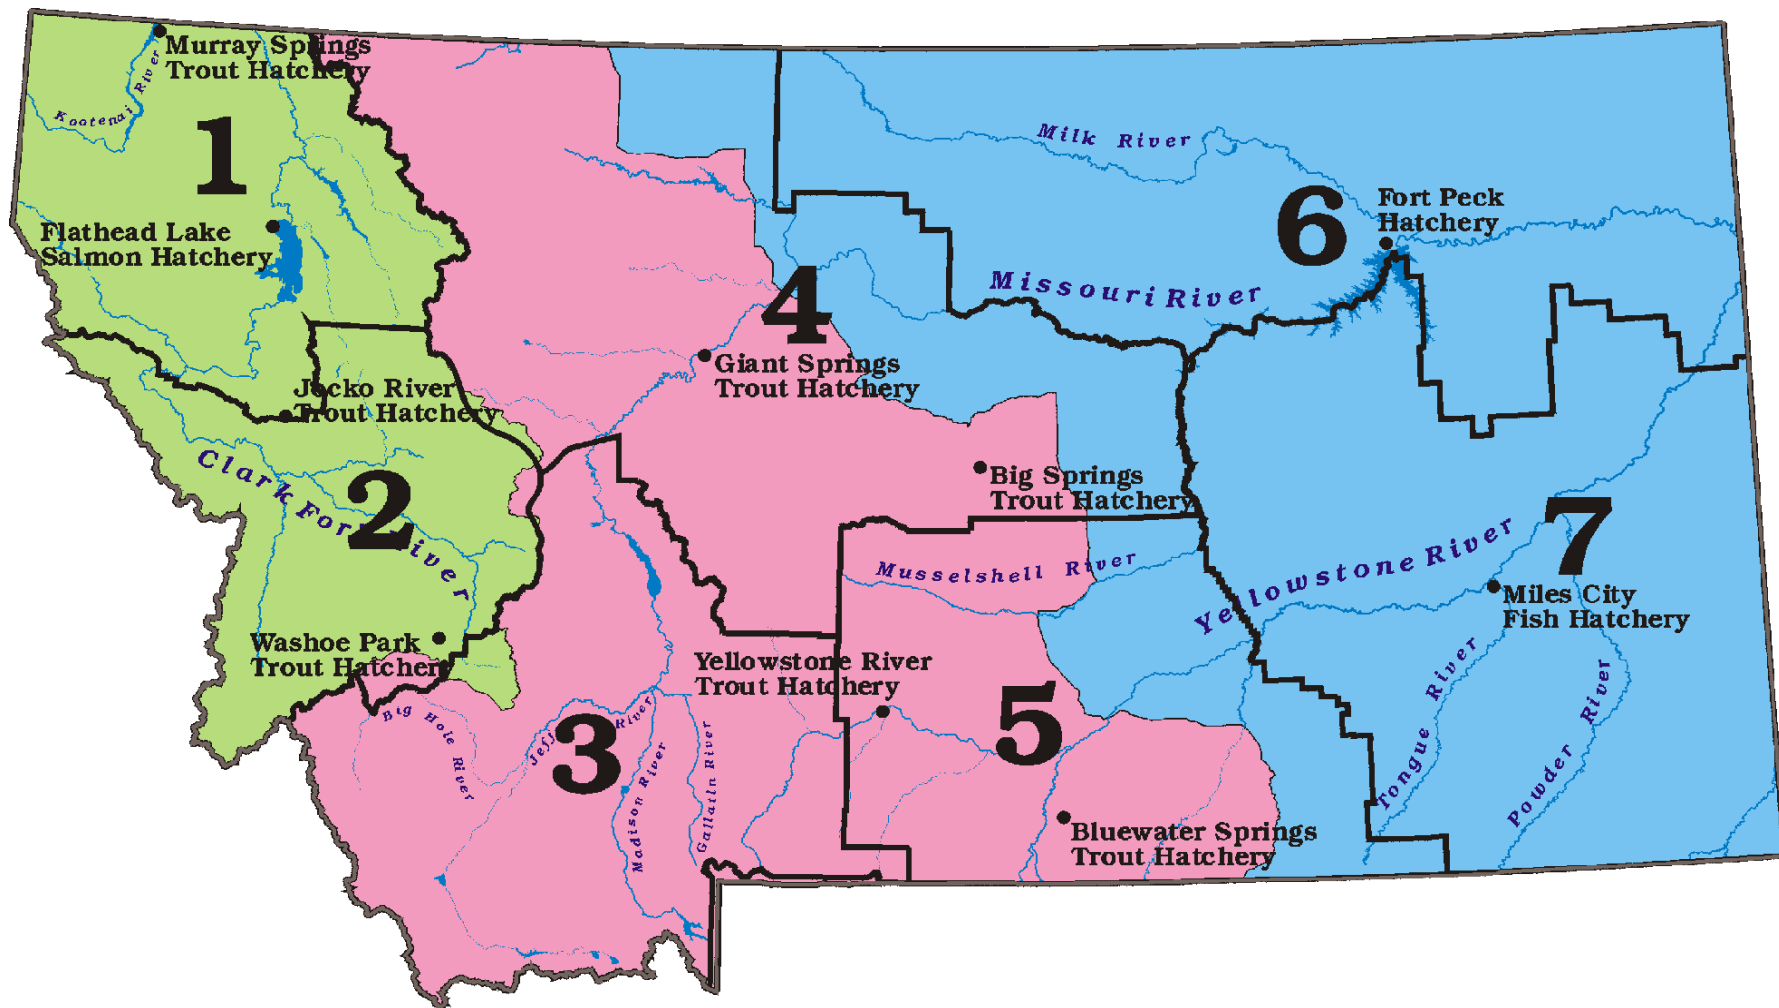 Murray Springs
Trout Hatchery
Kootenai River
1
Milk River
6
Fort Peck
Hatchery
Flathead Lake
Salmon Hatchery
Missouri River
4
Giant Springs
Trout Hatchery
Jocko River
Trout Hatchery
Clark Fork River
2
Big Springs
Trout Hatchery
7
Yellowstone River
Musselshell River
Miles City
Fish Hatchery
Washoe Park
Trout Hatchery
Yellowstone River
Trout Hatchery
Tongue River
Powder River
5
Big Hole River
3
River
Madison River
Gallatin River
Bluewater Springs
Trout Hatchery